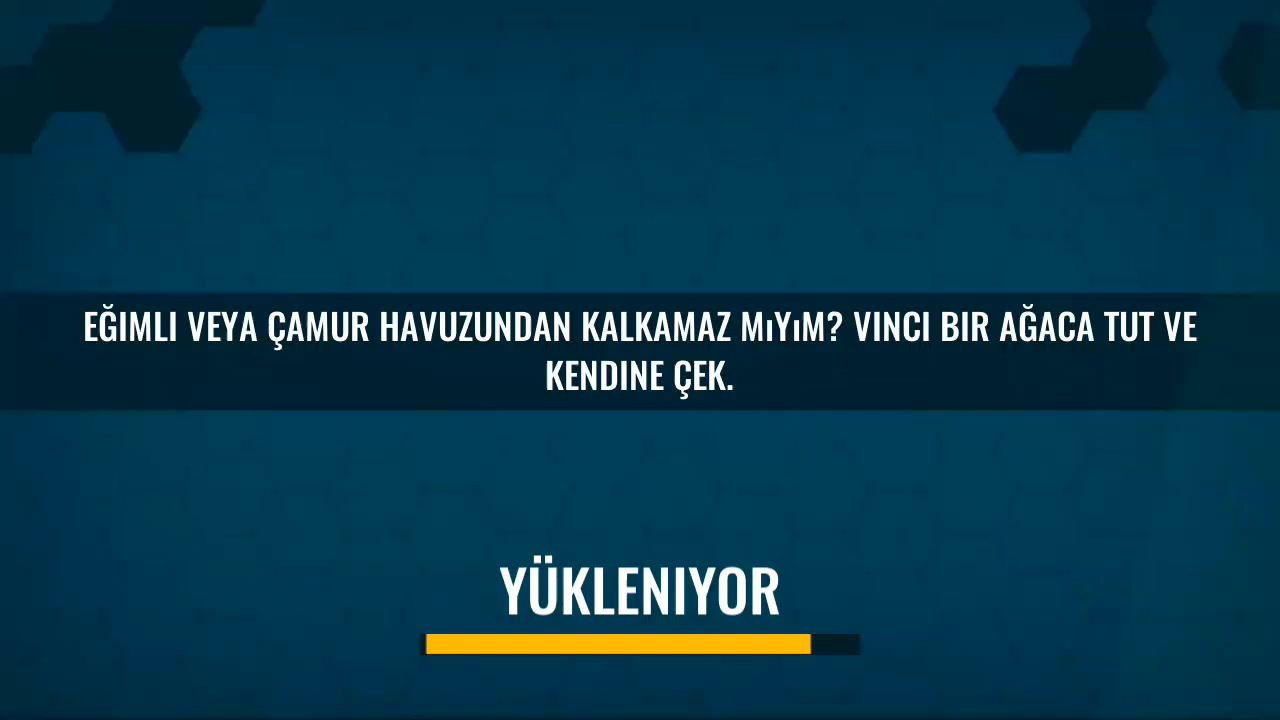 EĞIMLI VEYA ÇAMUR HAVUZUNDAN KALKAMAZ MıYıM? VINCI BIR AĞACA TUT VE
KENDINE ÇEK.
YÜKLENIYOR